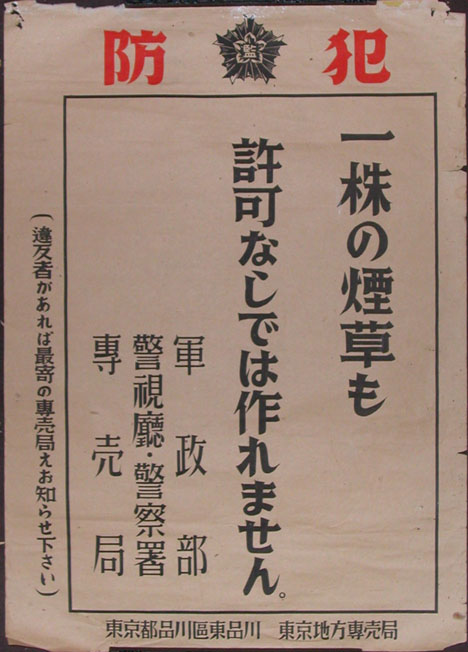 防犯
監
一株の煙草も
許可なしでは作れません。
軍政部
警視廳・警察署
専売局
(違反者があれば最寄の専売局えお知らせ下さい)
東京都品川區東品川 東京地方専売局